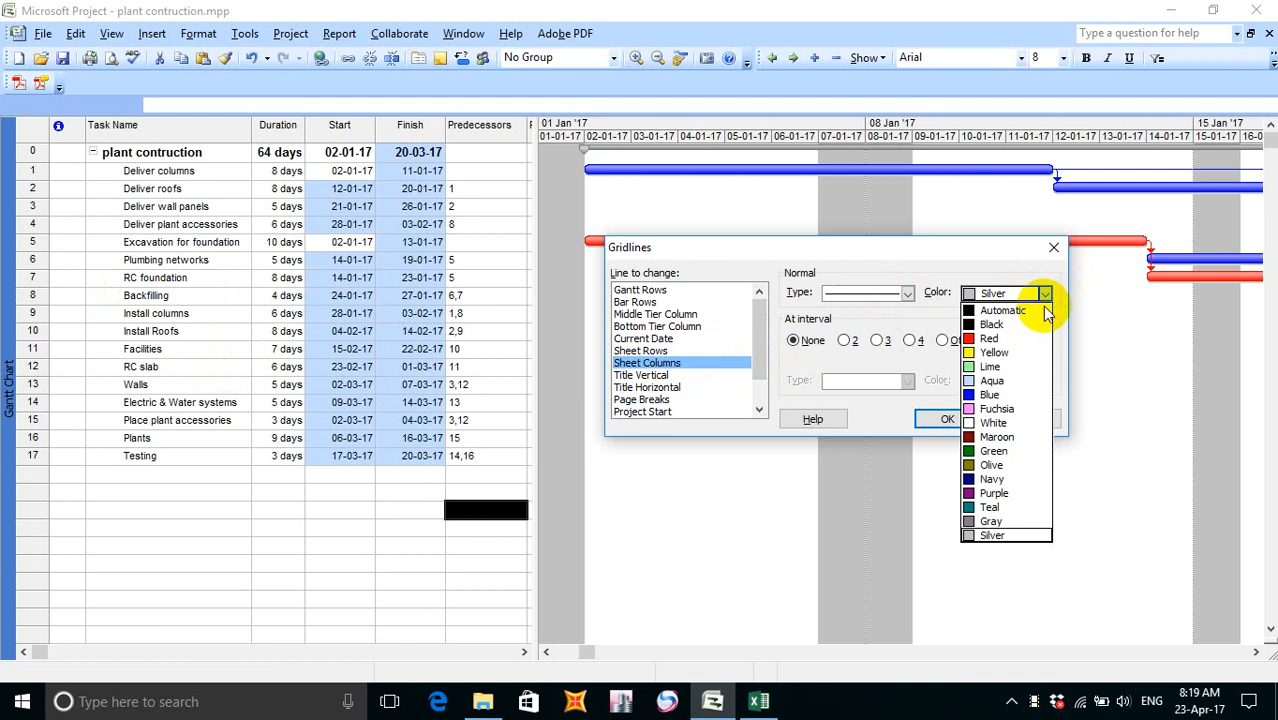 Microsoft Project - plant contruction.mpp
File Edit View Insert Format Tools Project Report Collaborate Window Help Adobe PDF Type a question for help
No Group Show Arial 8 B I U
01 Jan '17 08 Jan '17 15 Jan '17
Task Name Duration Start Finish Predecessors
01-01-17 02-01-17 03-01-17 04-01-17 05-01-17 06-01-17 07-01-17 08-01-17 09-01-17 10-01-17 11-01-17 12-01-17 13-01-17 14-01-17 15-01-17 16-0
0 plant contruction 64 days 02-01-17 20-03-17
1 Deliver columns 8 days 02-01-17 11-01-17
2 Deliver roofs 8 days 12-01-17 20-01-17 1
3 Deliver wall panels 5 days 21-01-17 26-01-17 2
4 Deliver plant accessories 6 days 28-01-17 03-02-17 8
5 Excavation for foundation 10 days 02-01-17 13-01-17
6 Plumbing networks 5 days 14-01-17 19-01-17 5
7 RC foundation 8 days 14-01-17 23-01-17 5
8 Backfilling 4 days 24-01-17 27-01-17 6,7
9 Install columns 6 days 28-01-17 03-02-17 1,8
10 Install Roofs 8 days 04-02-17 13-02-17 2,9
11 Facilities 7 days 15-02-17 22-02-17 10
12 RC slab 6 days 23-02-17 01-03-17 11
13 Walls 5 days 02-03-17 07-03-17 3,12
14 Electric & Water systems 5 days 09-03-17 14-03-17 13
15 Place plant accessories 3 days 02-03-17 04-03-17 3,12
16 Plants 9 days 06-03-17 16-03-17 15
17 Testing 3 days 17-03-17 20-03-17 14,16
Gantt Chart
Gridlines
Line to change:
Gantt Rows
Bar Rows
Middle Tier Column
Bottom Tier Column
Current Date
Sheet Rows
Sheet Columns
Title Vertical
Title Horizontal
Page Breaks
Project Start
Normal
Type: Color: Silver
At interval
None 2 3 4
Type: Color:
Help OK
Automatic
Black
Red
Yellow
Lime
Aqua
Blue
Fuchsia
White
Maroon
Green
Olive
Navy
Purple
Teal
Gray
Silver
Type here to search
ENG
8:19 AM
23-Apr-17